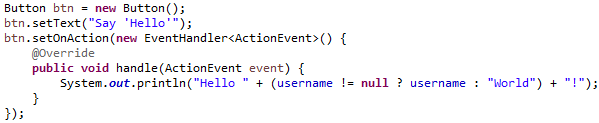 Button btn = new Button();
btn.setText("Say 'Hello'");
btn.setOnAction(new EventHandler<ActionEvent>() {
    @Override
    public void handle(ActionEvent event) {
        System.out.println("Hello " + (username != null ? username : "World") + "!");
    }
});